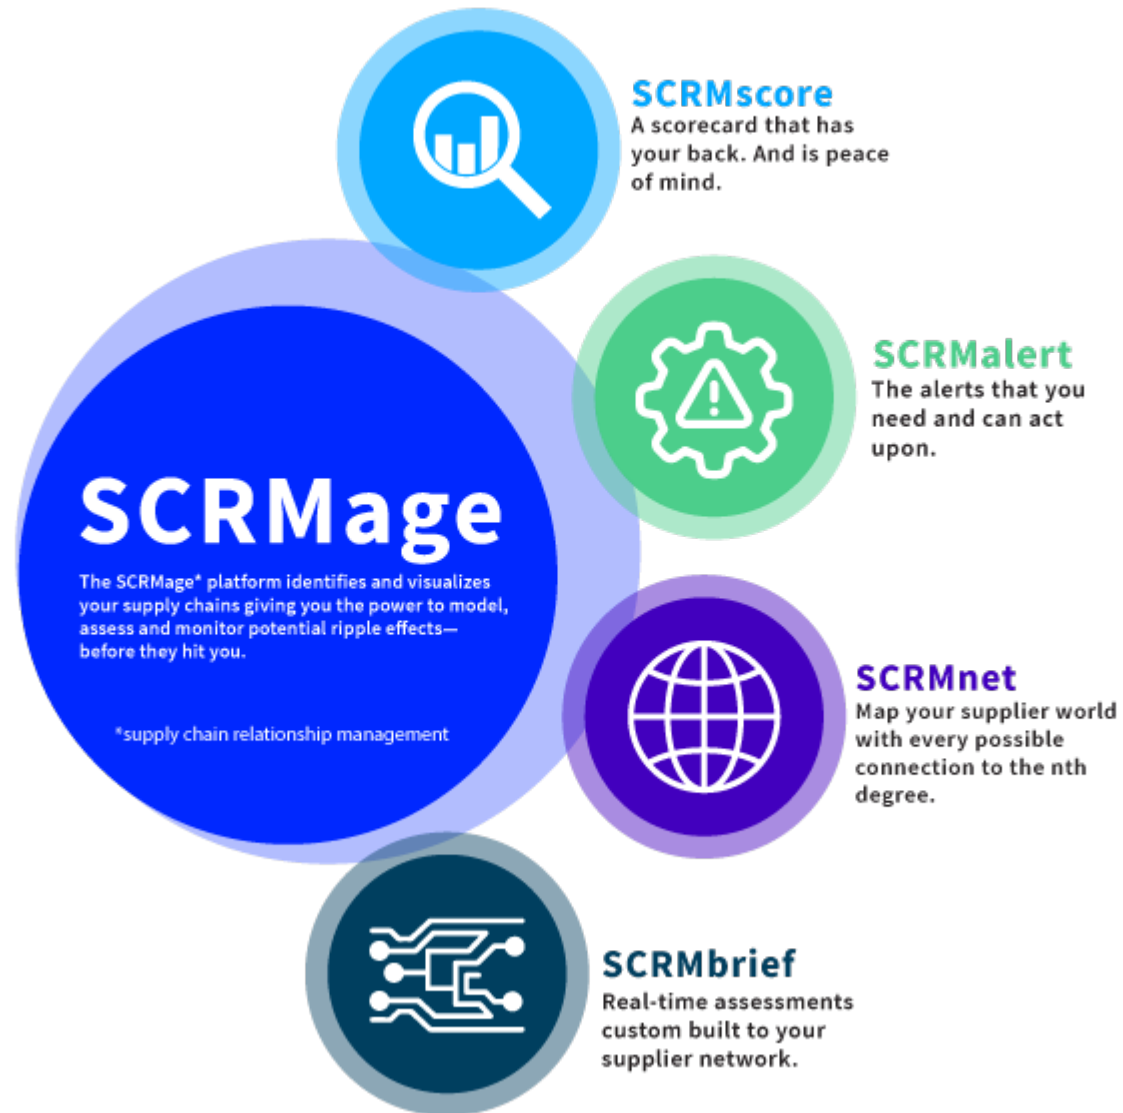 SCRMscore
A scorecard that has
your back. And is peace
of mind.
SCRMalert
The alerts that you
need and can act
upon.
SCRMage
The SCRMage* platform identifies and visualizes
your supply chains giving you the power to model,
assess and monitor potential ripple effects—
before they hit you.
*supply chain relationship management
SCRMnet
Map your supplier world
with every possible
connection to the nth
degree.
SCRMbrief
Real-time assessments
custom built to your
supplier network.